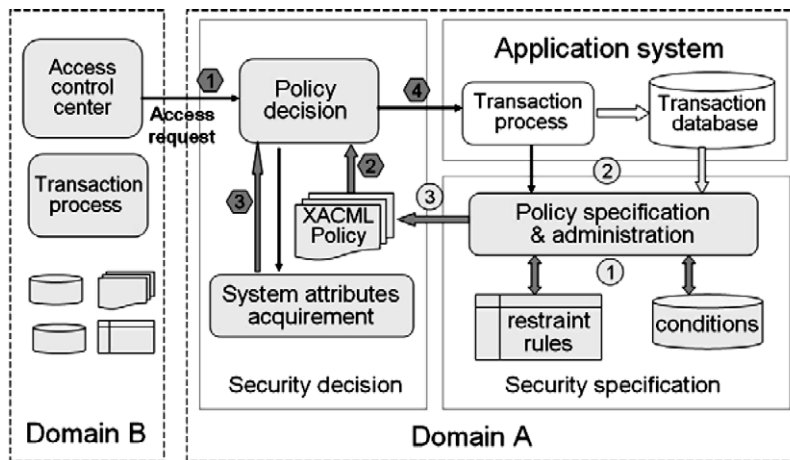 Access
control
center
Transaction
process
Domain B
1
Access
request
Policy
decision
4
3
2
XACML
Policy
System attributes
acquirement
Security decision
Application system
Transaction
process
Transaction
database
2
3
Policy specification
& administration
1
restraint
rules
conditions
Security specification
Domain A